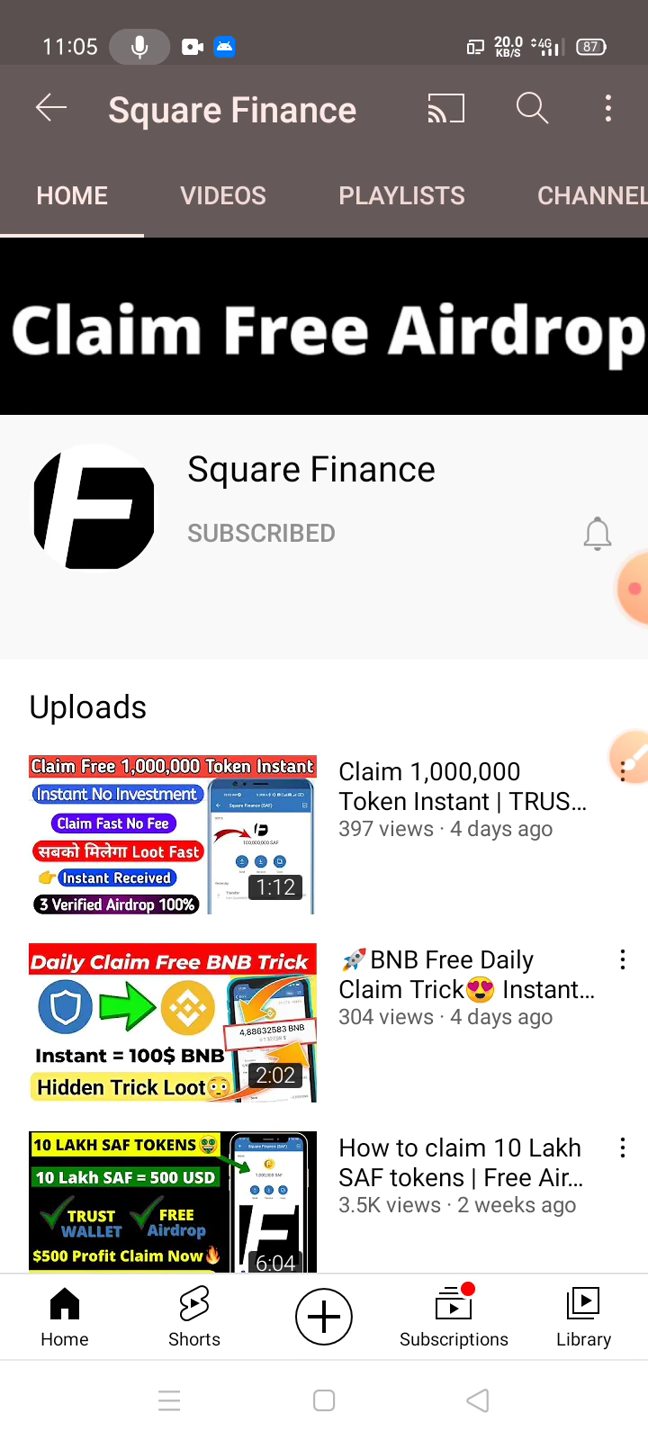 11:05
20.0
KB/S
4G
87
Square Finance
HOME
VIDEOS
PLAYLISTS
CHANNEL
Claim Free Airdrop
Square Finance
SUBSCRIBED
Uploads
Claim Free 1,000,000 Token Instant
Instant No Investment
Claim Fast No Fee
सबको मिलेगा Loot Fast
👉Instant Received
3 Verified Airdrop 100%
1:12
Claim 1,000,000
Token Instant | TRUS...
397 views · 4 days ago
Daily Claim Free BNB Trick
4,88632583 BNB
Instant = 100$ BNB
Hidden Trick Loot😳
2:02
🚀BNB Free Daily
Claim Trick😍 Instant...
304 views · 4 days ago
10 LAKH SAF TOKENS🤑
10 Lakh SAF = 500 USD
TRUST
WALLET
FREE
Airdrop
$500 Profit Claim Now🔥
6:04
How to claim 10 Lakh
SAF tokens | Free Air...
3.5K views · 2 weeks ago
Home
Shorts
Subscriptions
Library